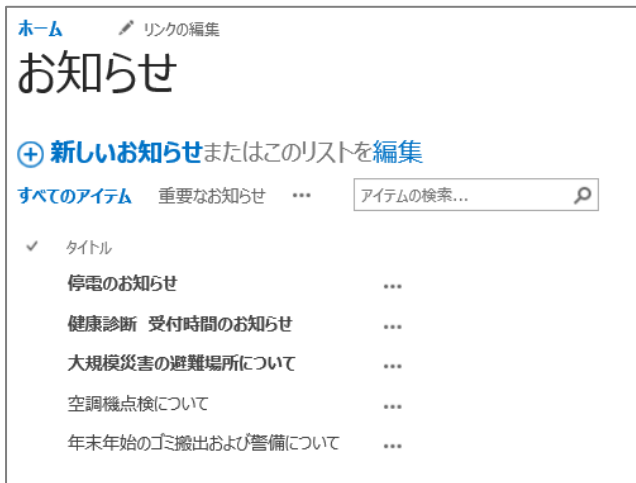 ホーム リンクの編集
お知らせ
新しいお知らせまたはこのリストを編集
すべてのアイテム 重要なお知らせ ••• アイテムの検索...
タイトル
停電のお知らせ •••
健康診断 受付時間のお知らせ •••
大規模災害の避難場所について •••
空調機点検について •••
年末年始のゴミ搬出および警備について •••